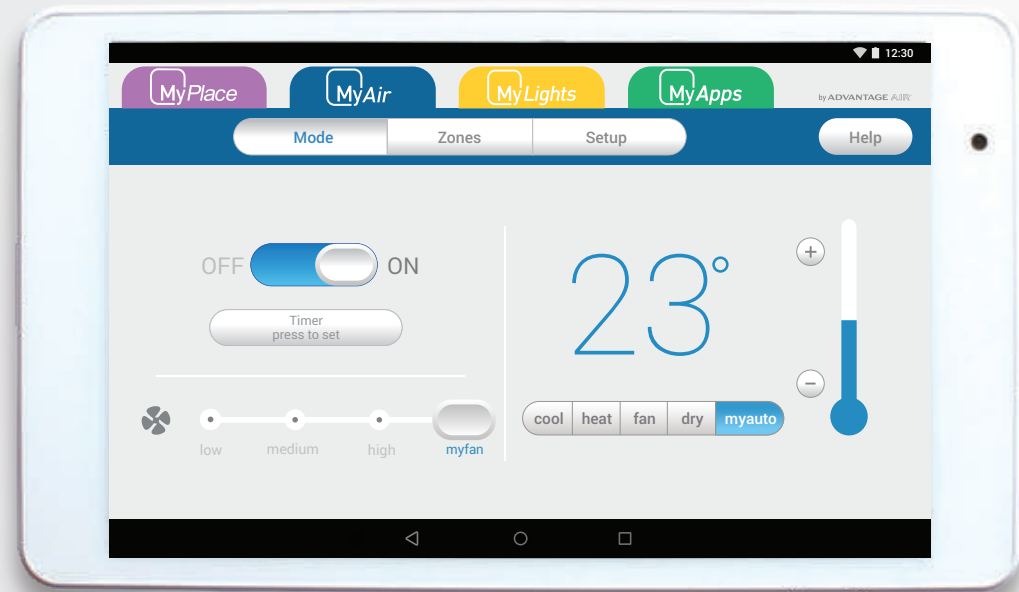 12:30
MyPlace
MyAir
MyLights
MyApps
by ADVANTAGE AIR
Mode
Zones
Setup
Help
OFF
ON
Timer
press to set
low
medium
high
myfan
23°
+
−
cool
heat
fan
dry
myauto